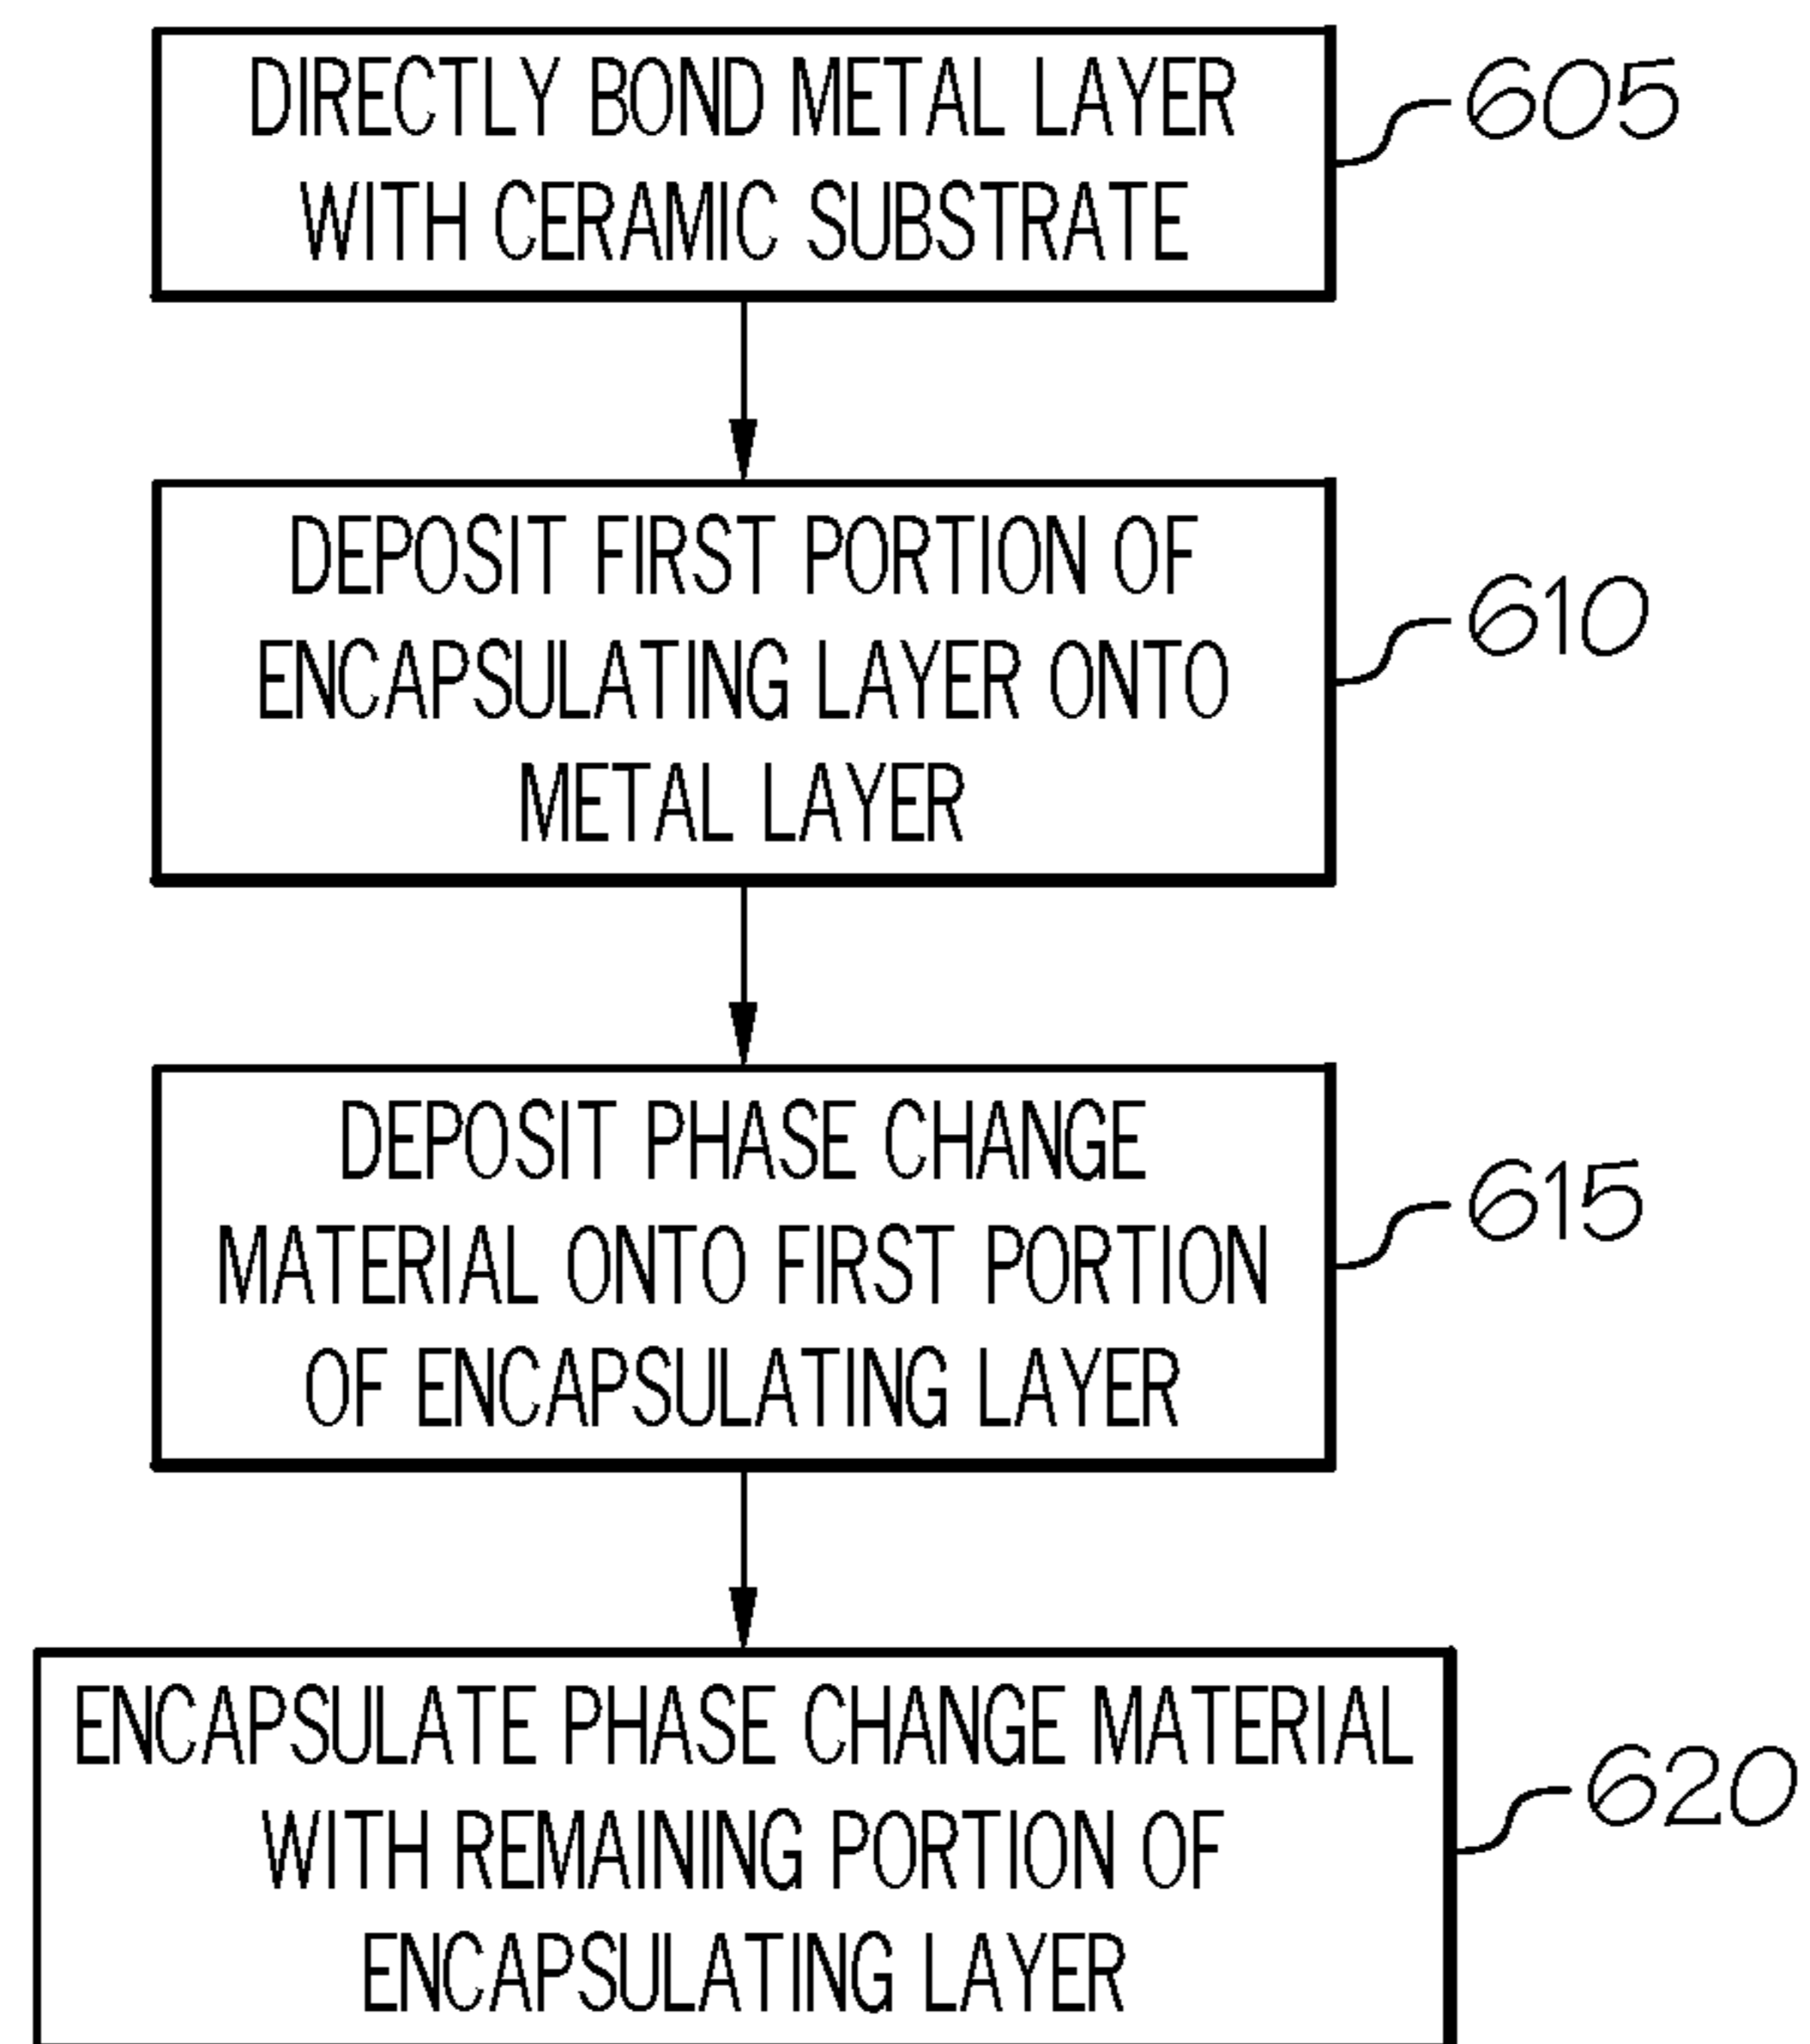 DIRECTLY BOND METAL LAYER
WITH CERAMIC SUBSTRATE
605
DEPOSIT FIRST PORTION OF
ENCAPSULATING LAYER ONTO
METAL LAYER
610
DEPOSIT PHASE CHANGE
MATERIAL ONTO FIRST PORTION
OF ENCAPSULATING LAYER
615
ENCAPSULATE PHASE CHANGE MATERIAL
WITH REMAINING PORTION OF
ENCAPSULATING LAYER
620